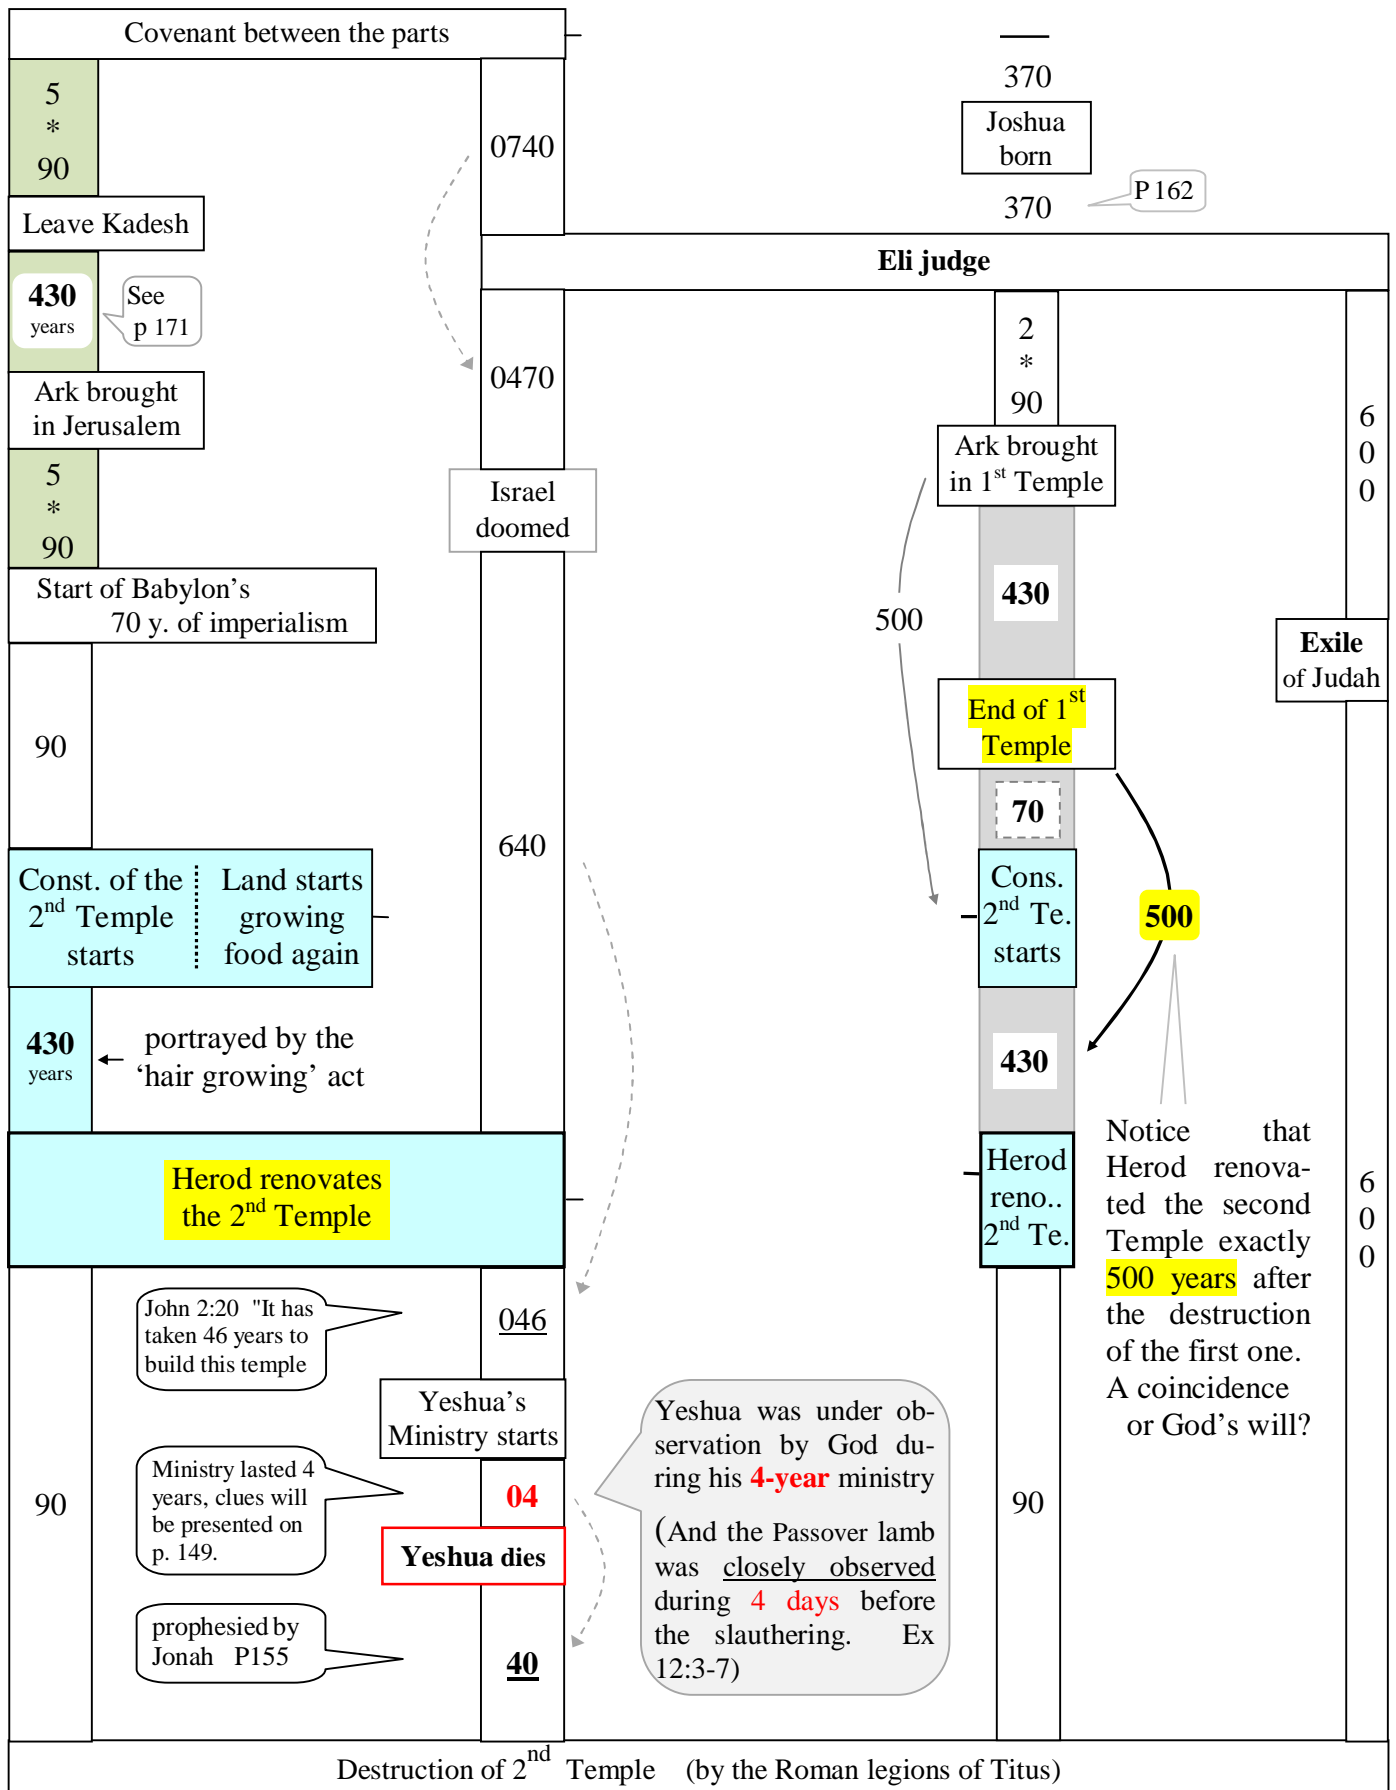 Covenant between the parts
5
*
90
Leave Kadesh
430
years
See
p 171
Ark brought
in Jerusalem
5
*
90
Start of Babylon's
70 y. of imperialism
90
Const. of the
2nd Temple
starts
Land starts
growing
food again
430
years
portrayed by the
'hair growing' act
Herod renovates
the 2nd Temple
90
0740
0470
Israel
doomed
640
John 2:20 "It has
taken 46 years to
build this temple
046
Yeshua's
Ministry starts
Ministry lasted 4
years, clues will
be presented on
p. 149.
04
Yeshua dies
prophesied by
Jonah P155
40
Yeshua was under ob-
servation by God du-
ring his 4-year ministry
(And the Passover lamb
was closely observed
during 4 days before
the slauthering. Ex
12:3-7)
370
Joshua
born
370
P 162
Eli judge
2
*
90
Ark brought
in 1st Temple
500
430
End of 1st
Temple
70
Cons.
2nd Te.
starts
500
430
Herod
reno..
2nd Te.
90
Notice that
Herod renova-
ted the second
Temple exactly
500 years after
the destruction
of the first one.
A coincidence
or God's will?
6
0
0
Exile
of Judah
6
0
0
Destruction of 2nd Temple (by the Roman legions of Titus)